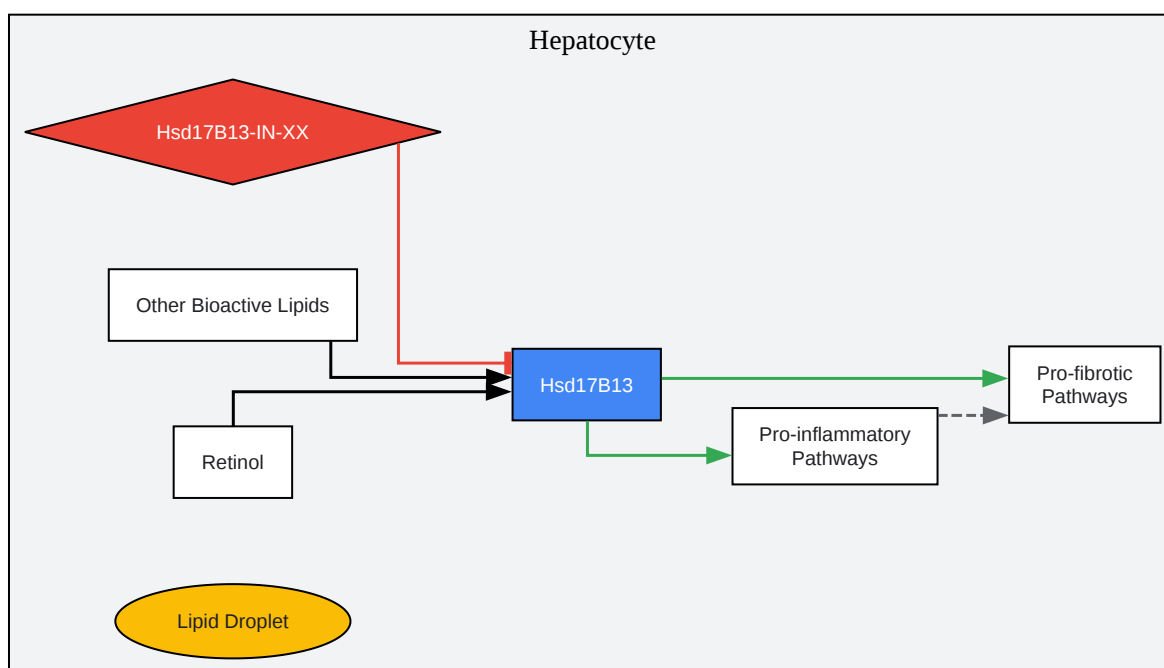 Hepatocyte
Hsd17B13-IN-XX
Other Bioactive Lipids
Hsd17B13
Pro-fibrotic
Pathways
Pro-inflammatory
Pathways
Retinol
Lipid Droplet